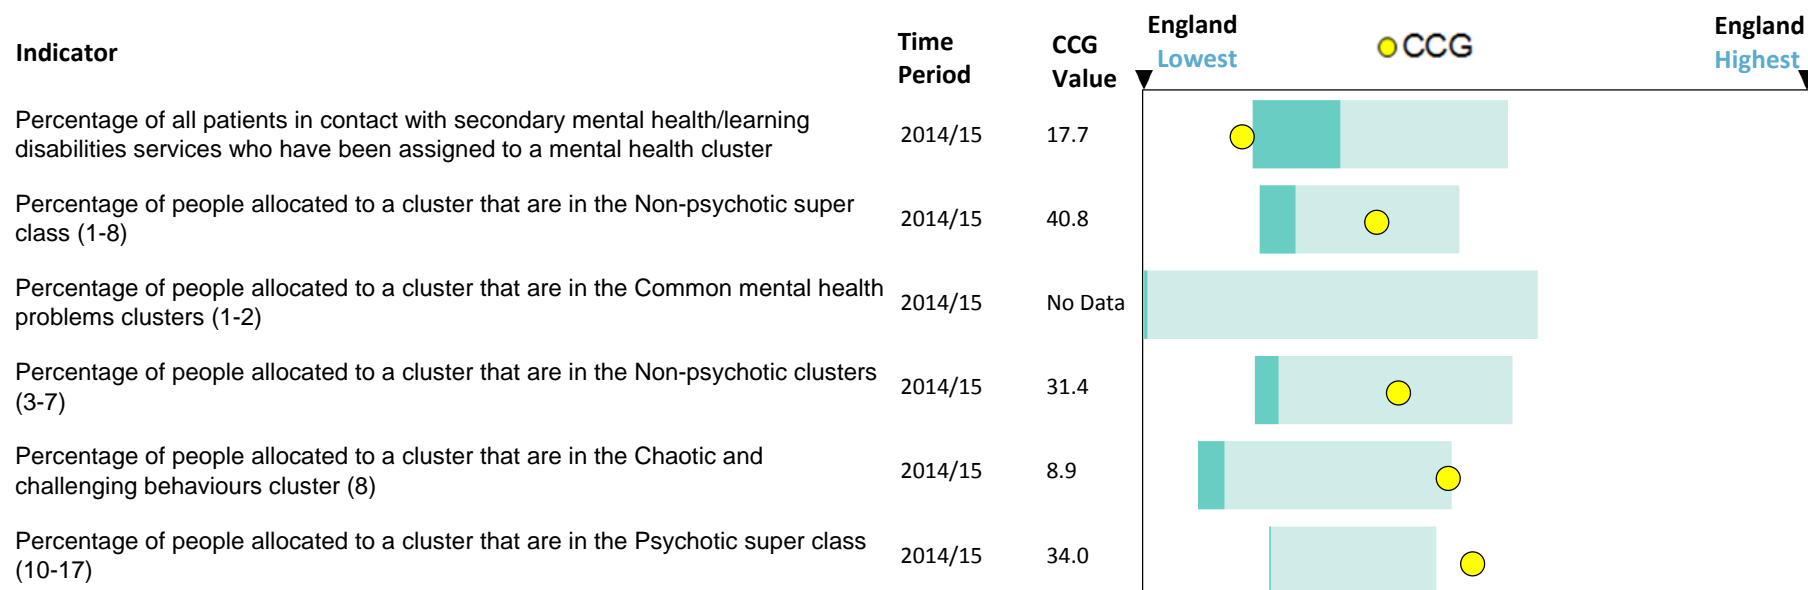 Indicator
Time Period
CCG Value
England Lowest
CCG
England Highest
Percentage of all patients in contact with secondary mental health/learning
disabilities services who have been assigned to a mental health cluster
2014/15
17.7
Percentage of people allocated to a cluster that are in the Non-psychotic super
class (1-8)
2014/15
40.8
Percentage of people allocated to a cluster that are in the Common mental health
problems clusters (1-2)
2014/15
No Data
Percentage of people allocated to a cluster that are in the Non-psychotic clusters
(3-7)
2014/15
31.4
Percentage of people allocated to a cluster that are in the Chaotic and
challenging behaviours cluster (8)
2014/15
8.9
Percentage of people allocated to a cluster that are in the Psychotic super class
(10-17)
2014/15
34.0